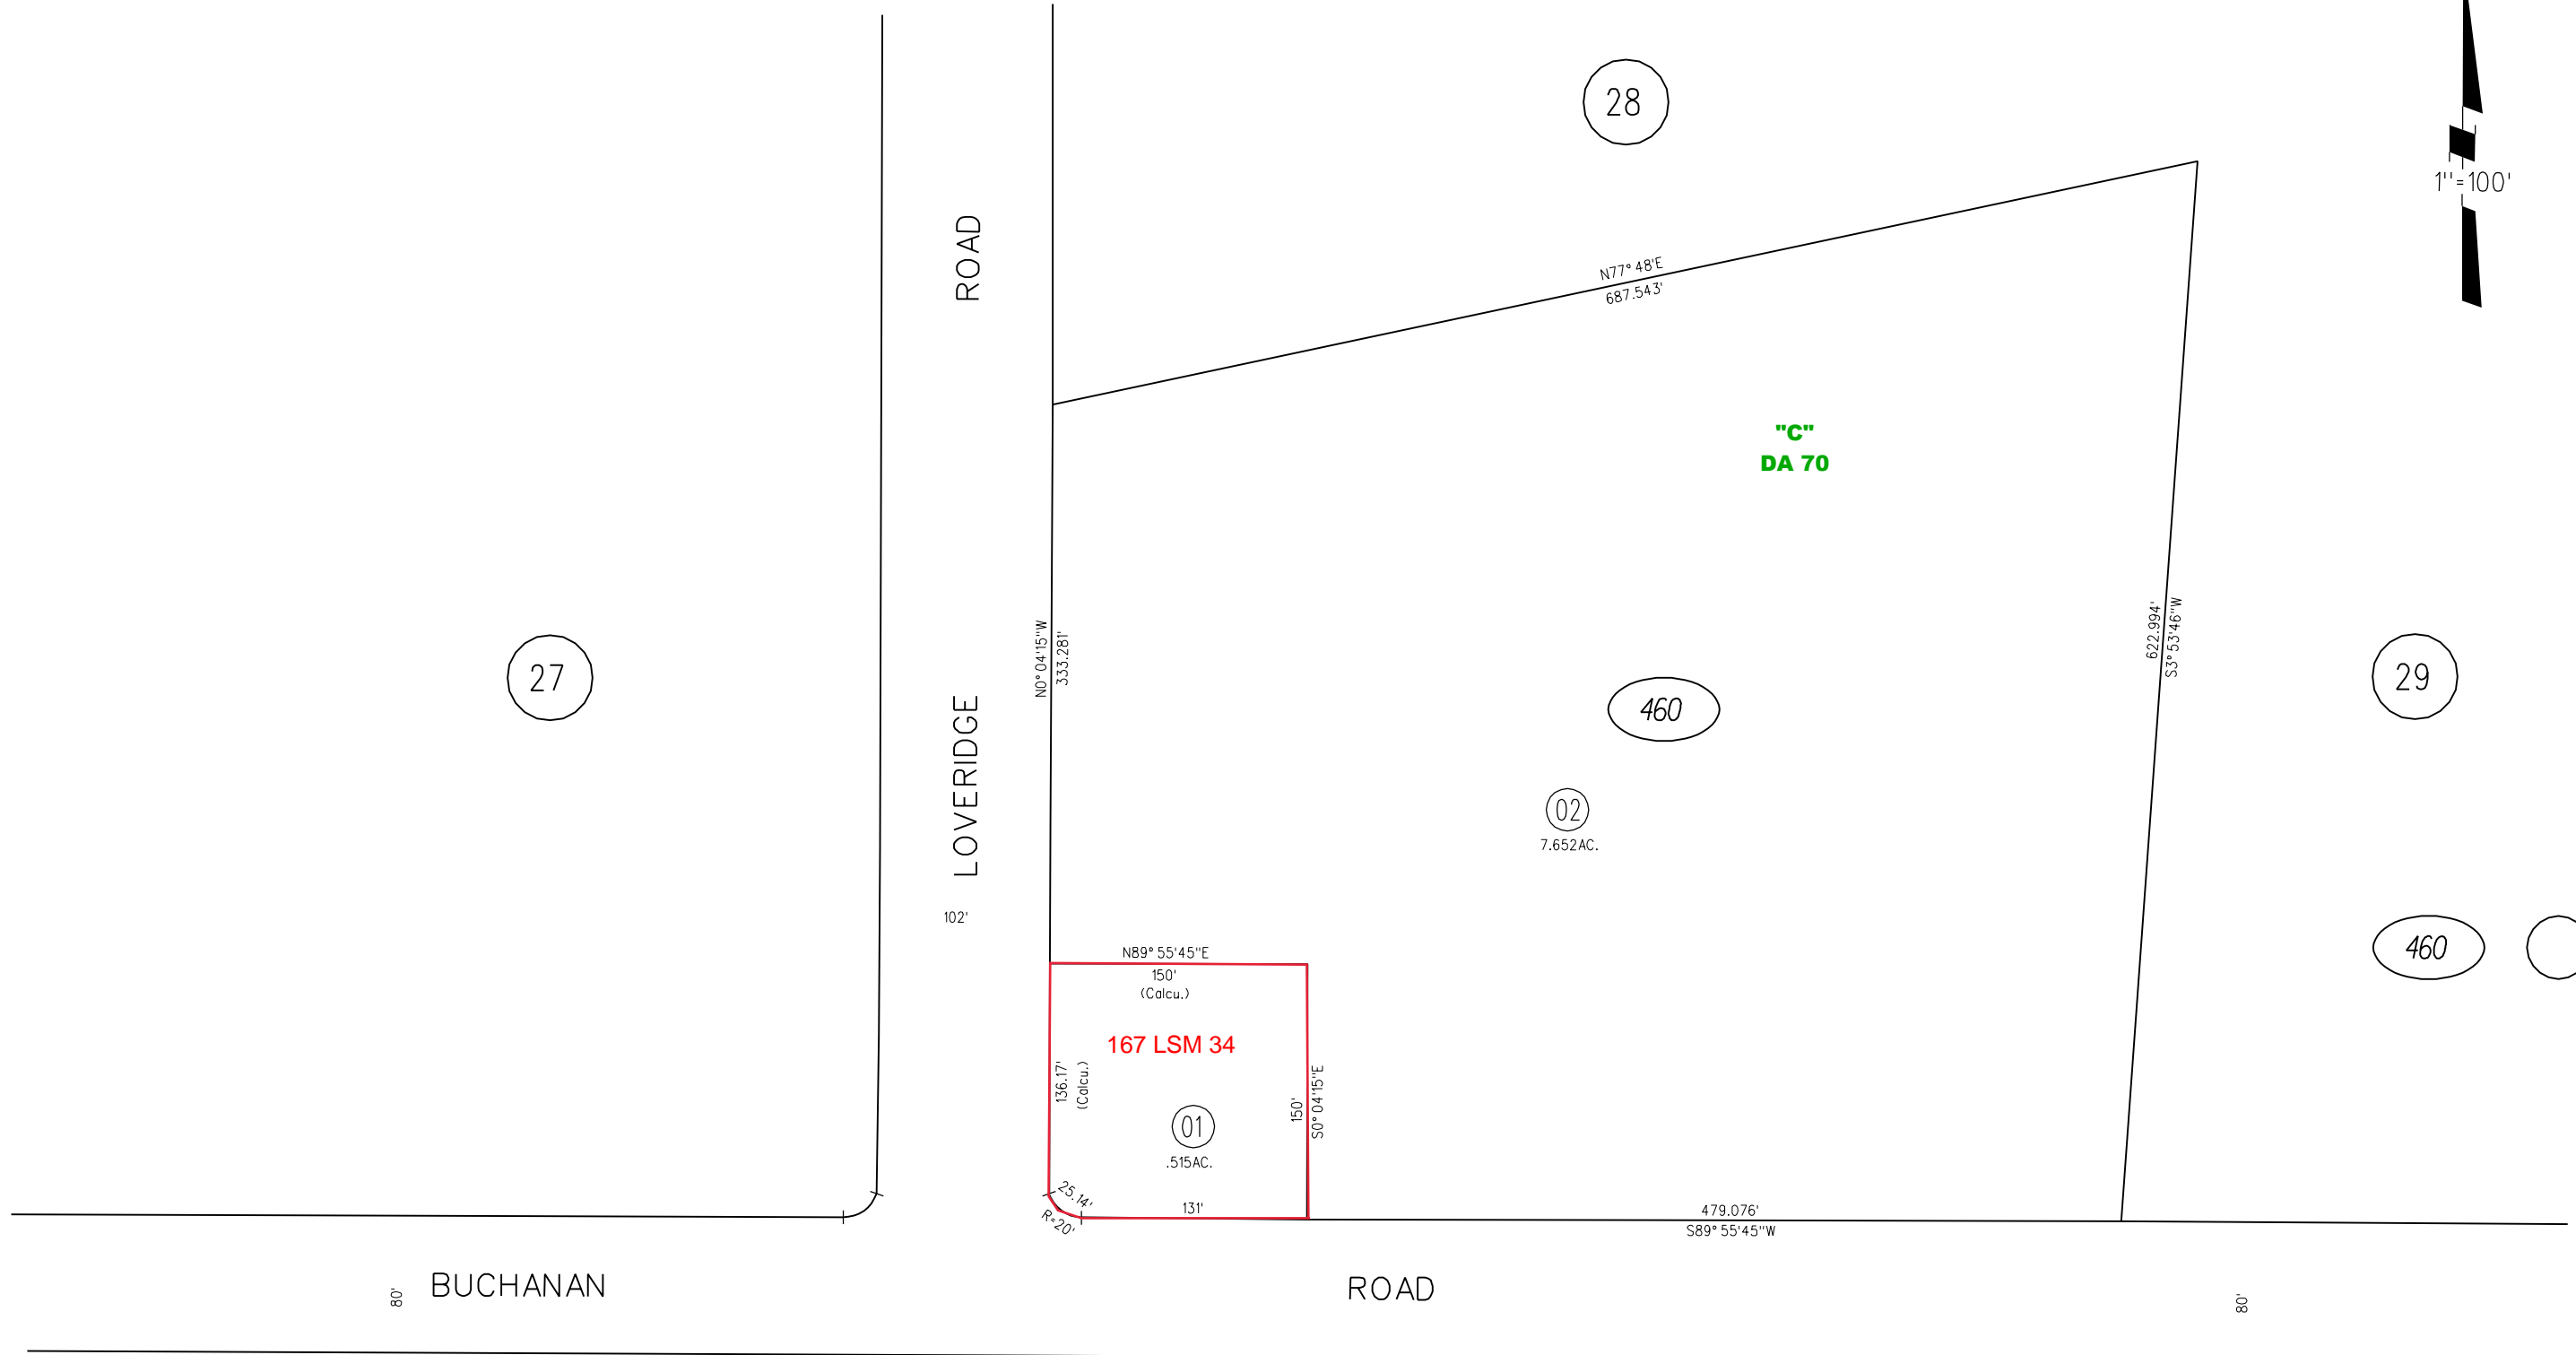 28
1"=100'
ROAD
N77°48'E
687.543'
"C"
DA 70
N0°04'15"W
333.281'
622.994'
S3°53'46"W
27
29
460
LOVERIDGE
02
7.652AC.
102'
460
N89°55'45"E
150'
(Calcu.)
167 LSM 34
136.17'
(Calcu.)
150'
S0°04'15"E
01
.515AC.
25.14'
R=20'
131'
479.076'
S89°55'45"W
80'
BUCHANAN
ROAD
80'